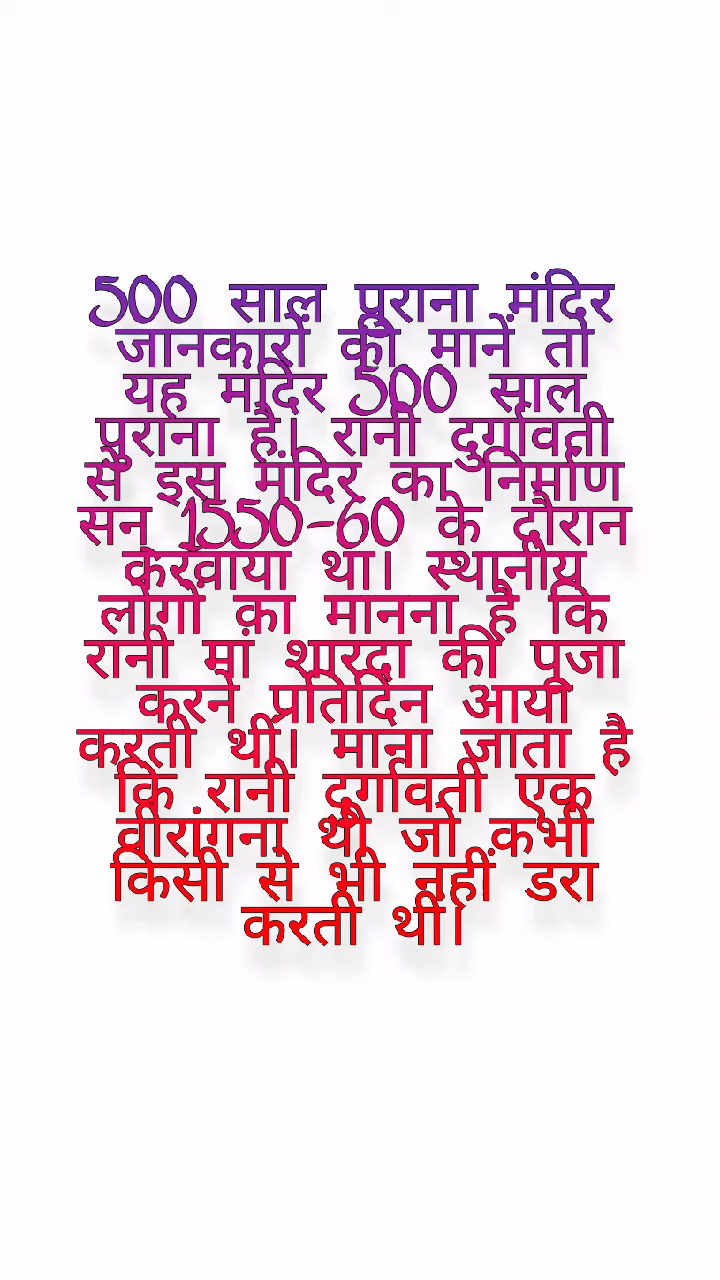 500 साल पुराना मंदिर
जानकारों की मानें तो
यह मंदिर 500 साल
पुराना है। रानी दुर्गावती
से इस मंदिर का निर्माण
सन 1550-60 के दौरान
करवाया था। स्थानीय
लोगों का मानना है कि
रानी मां शारदा की पूजा
करने प्रतिदिन आयी
करती थीं। माना जाता है
कि रानी दुर्गावती एक
वीरांगना थी जो कभी
किसी से भी नहीं डरा
करती थी।